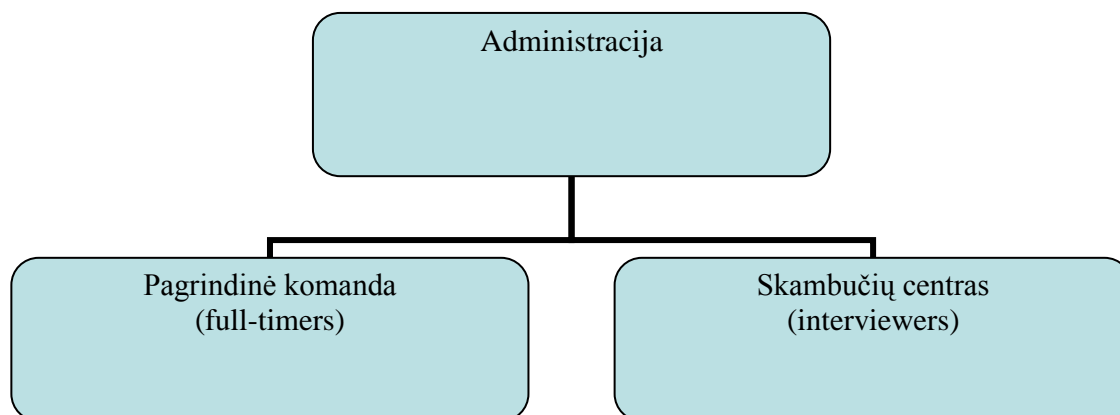 Administracija
Pagrindinė komanda
(full-timers)
Skambučių centras
(interviewers)